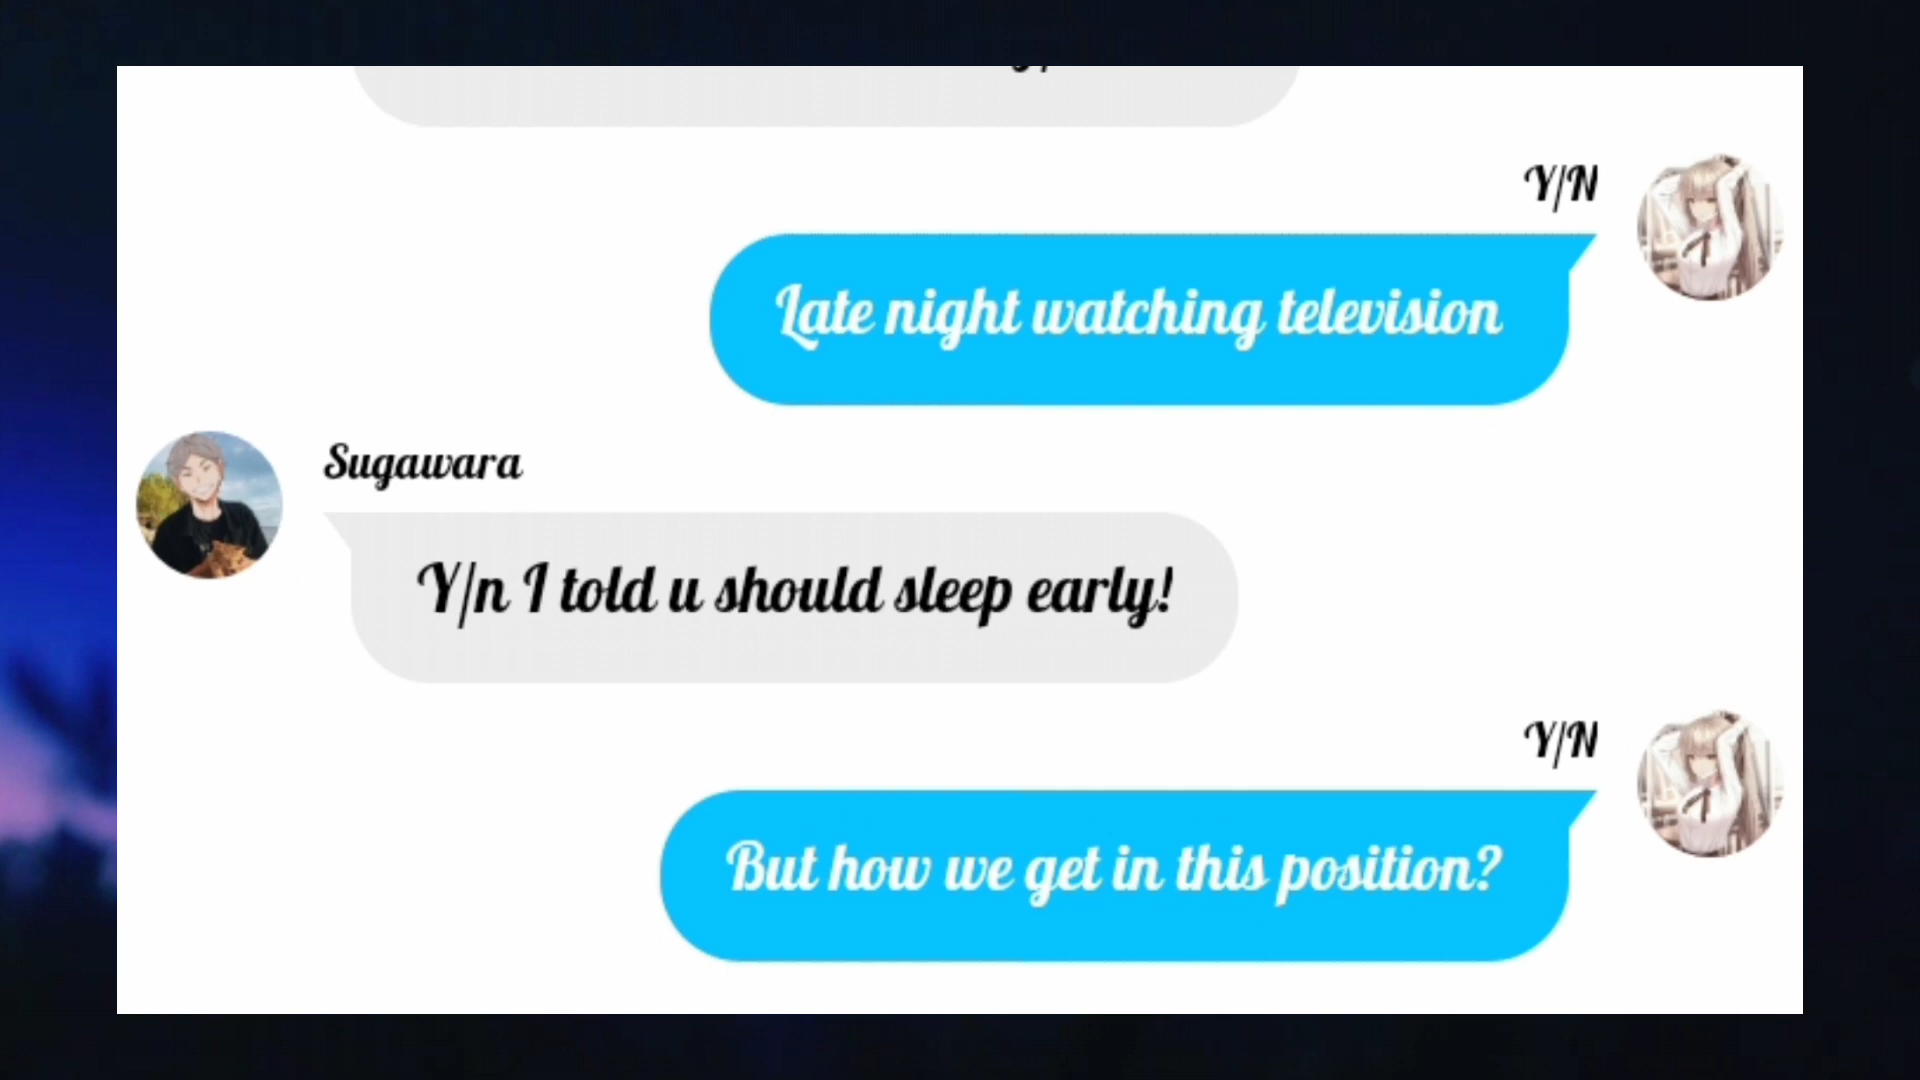 Y/N
Late night watching television
Sugawara
Y/n I told u should sleep early!
Y/N
But how we get in this position?